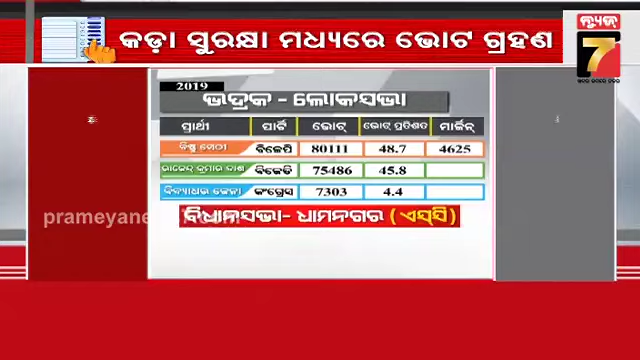 କଡ଼ା ସୁରକ୍ଷା ମଧ୍ୟରେ ଭୋଟ ଗ୍ରହଣ
ନ୍ୟୁଜ୍
7
2019
ଭଦ୍ରକ - ଲୋକସଭା
ପ୍ରାର୍ଥୀ ପାର୍ଟି ଭୋଟ୍ ଭୋଟ୍ ପ୍ରତିଶତ ମାର୍ଜିନ୍
ବିଷ୍ଣୁ ସେଠୀ ବିଜେପି 80111 48.7 4625
ରାଜେନ୍ଦ୍ର କୁମାର ଦାସ ବିଜେଡି 75486 45.8
ବିଦ୍ୟାଧର ଜେନା କଂଗ୍ରେସ 7303 4.4
ବିଧାନସଭା- ଧାମନଗର (ଏସ୍‌ସି)